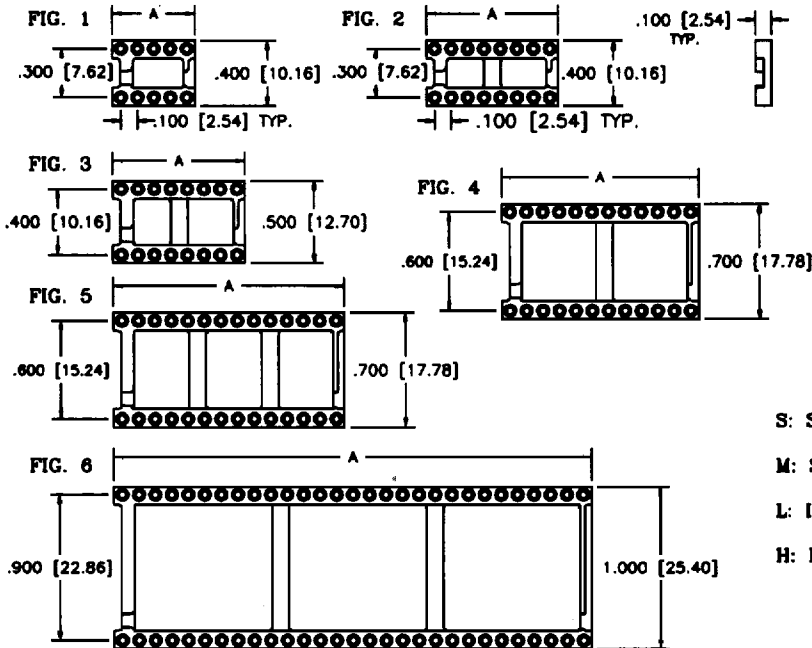 FIG. 1
A
.300 [7.62]
.400 [10.16]
.100 [2.54] TYP.
FIG. 2
A
.300 [7.62]
.400 [10.16]
.100 [2.54] TYP.
.100 [2.54]
TYP.
FIG. 3
A
.400 [10.16]
.500 [12.70]
FIG. 4
A
.600 [15.24]
.700 [17.78]
FIG. 5
A
.600 [15.24]
.700 [17.78]
FIG. 6
A
.900 [22.86]
1.000 [25.40]
S:
M:
L:
H: